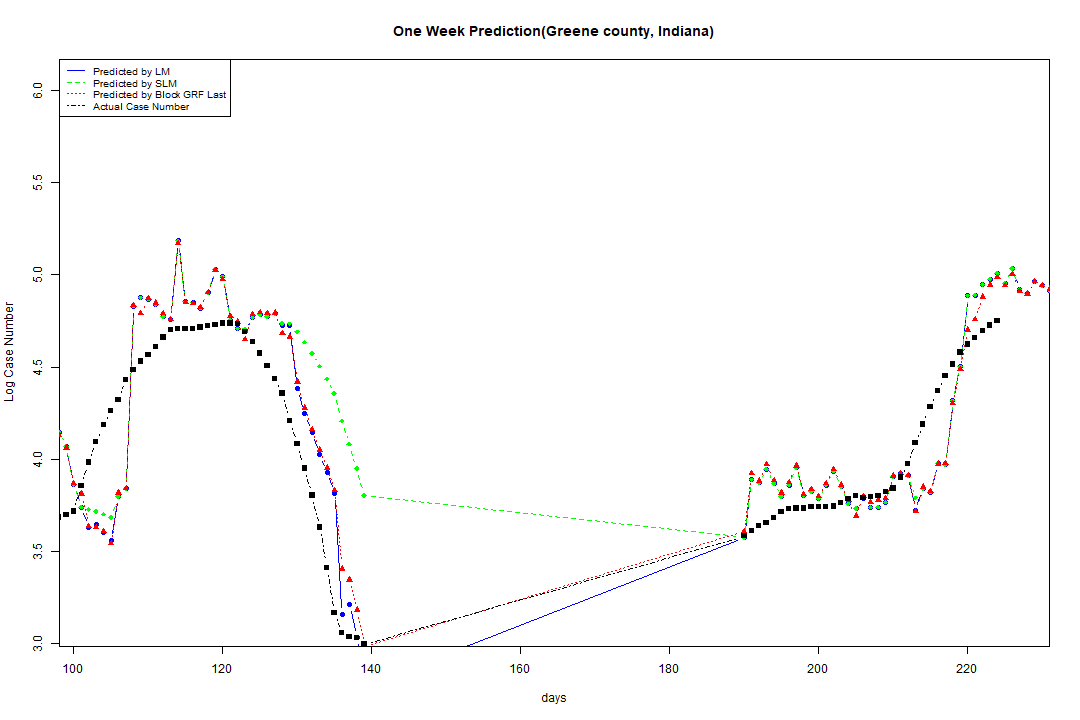 One Week Prediction(Greene county, Indiana)
Predicted by LM
Predicted by SLM
Predicted by Block GRF Last
Actual Case Number
6.0
5.5
5.0
4.5
4.0
3.5
3.0
Log Case Number
100 120 140 160 180 200 220
days